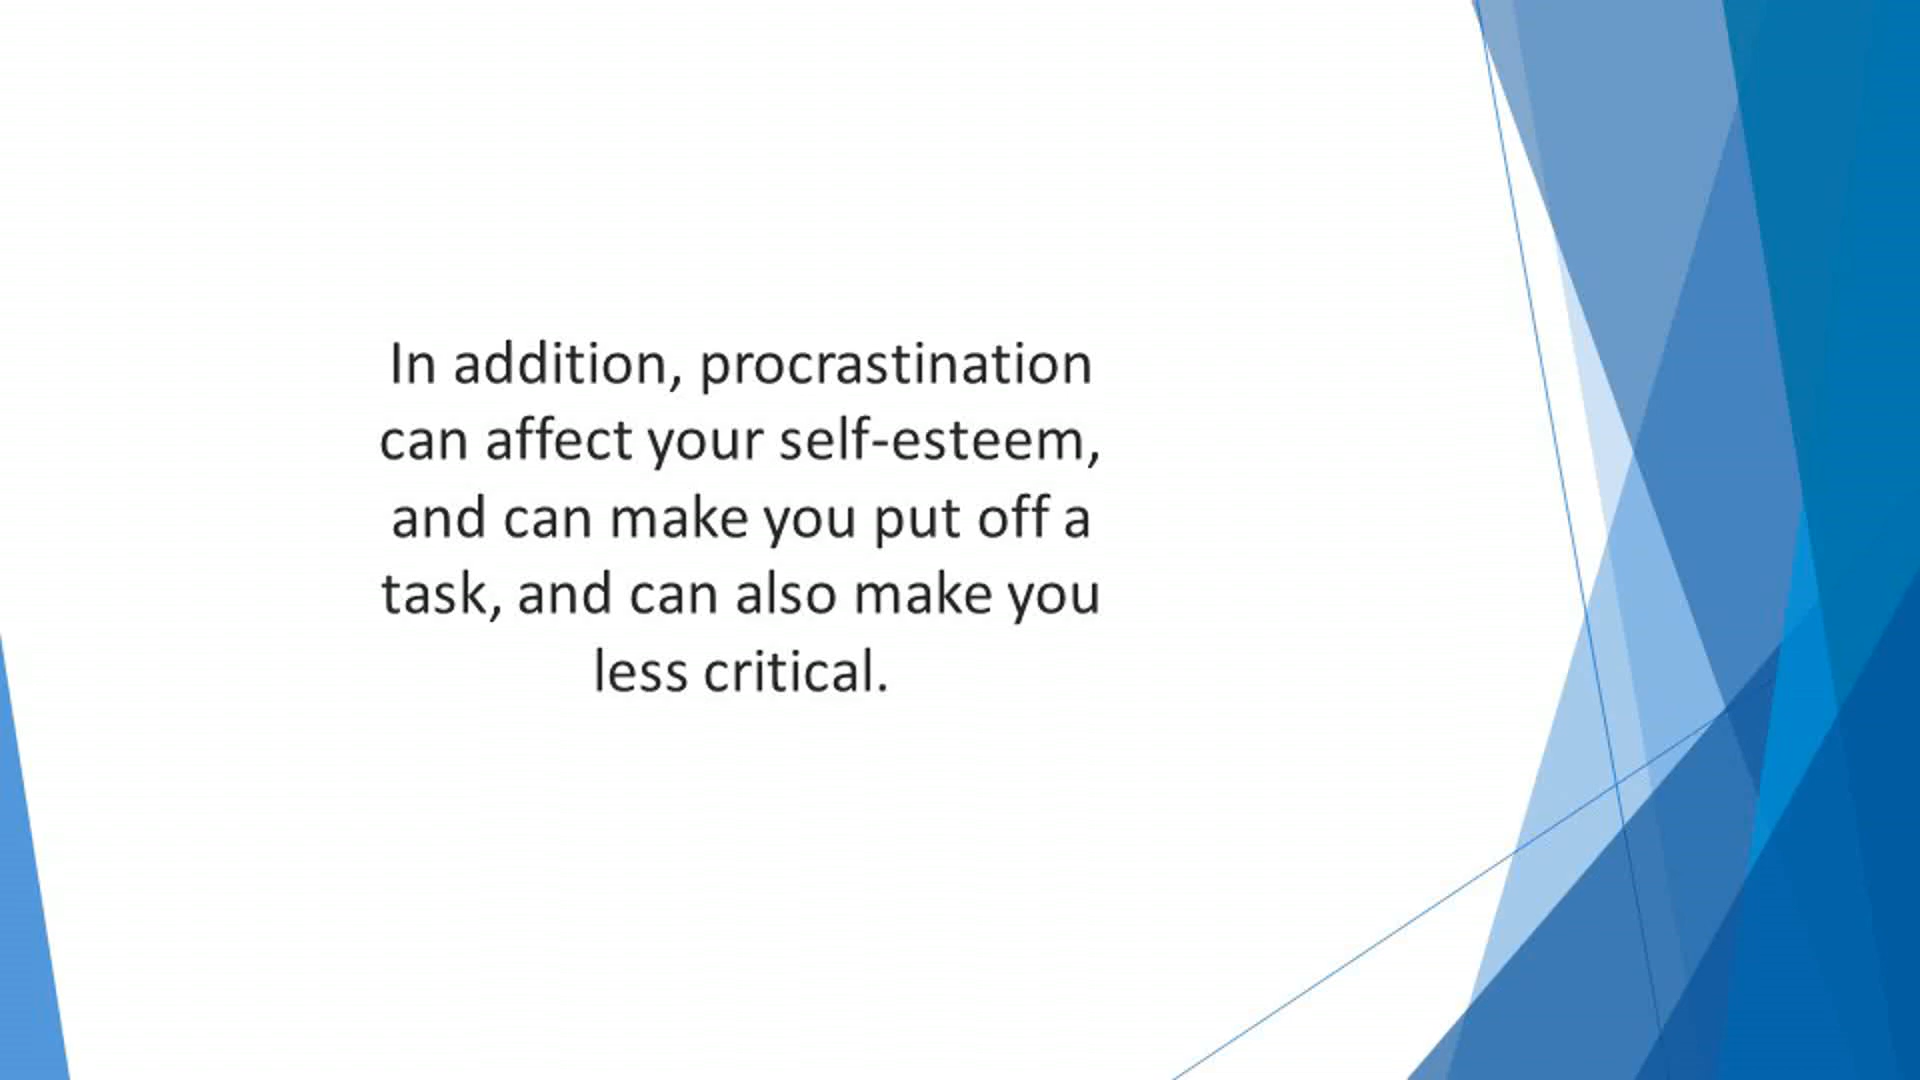 In addition, procrastination
can affect your self-esteem,
and can make you put off a
task, and can also make you
less critical.